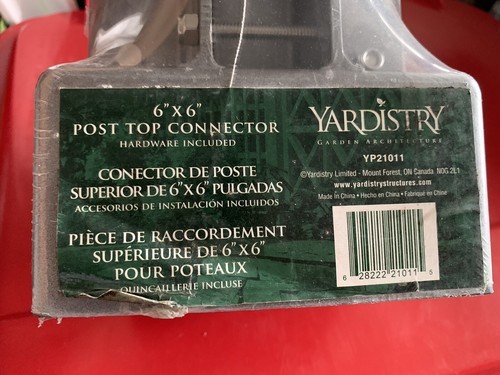 6" X 6"
POST TOP CONNECTOR
HARDWARE INCLUDED
CONECTOR DE POSTE
SUPERIOR DE 6"X 6" PULGADAS
ACCESORIOS DE INSTALACIÓN INCLUIDOS
PIÈCE DE RACCORDEMENT
SUPÉRIEURE DE 6"X 6"
POUR POTEAUX
QUINCAILLERIE INCLUSE
YARDISTRY
GARDEN ARCHITECTURE
YP21011
©Yardistry Limited - Mount Forest, ON Canada. N0G 2L1
www.yardistrystructures.com
Made In China • Hecho en China • Fabriqué en Chine
6 28222 21011 5